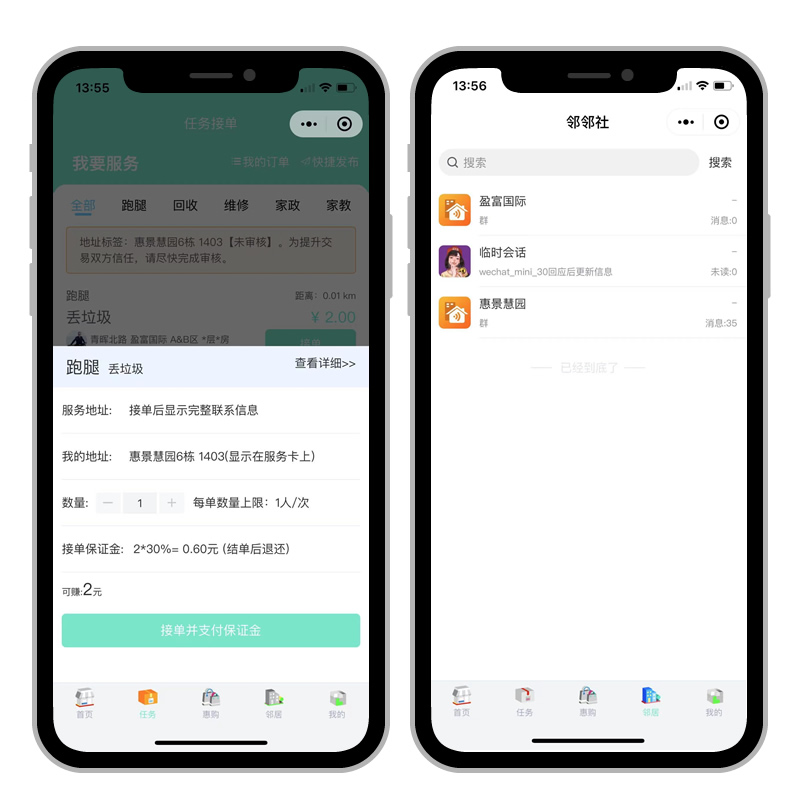 13:55
任务接单
我要服务
我的订单
快捷发布
全部
跑腿
回收
维修
家政
家教
地址标签：惠景慧园6栋 1403【未审核】。为提升交
易双方信任，请尽快完成审核。
跑腿
距离：0.01 km
丢垃圾
¥ 2.00
青晖北路 盈富国际 A&B区 *层*房
接单
跑腿 丢垃圾
查看详细>>
服务地址: 接单后显示完整联系信息
我的地址: 惠景慧园6栋 1403(显示在服务卡上)
数量: — 1 + 每单数量上限：1人/次
接单保证金: 2*30%= 0.60元 (结单后退还)
可赚:2元
接单并支付保证金
首页
任务
惠购
邻居
我的
13:56
邻邻社
搜索
搜索
盈富国际
–
群
消息:0
临时会话
–
wechat_mini_30回应后更新信息
未读:0
惠景慧园
–
群
消息:35
已经到底了
首页
任务
惠购
邻居
我的